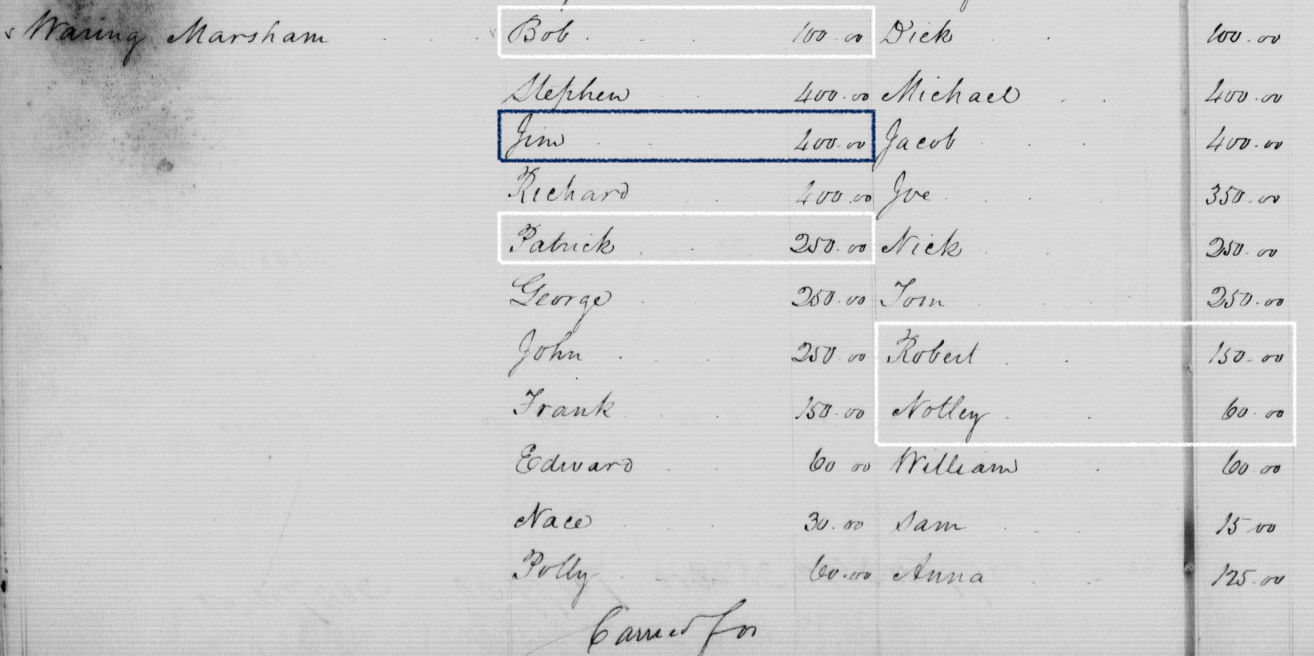 Waring Marsham Bob 100.00 Dick 100.00
Stephen 400.00 Michael 400.00
Jim 400.00 Jacob 400.00
Richard 400.00 Joe 350.00
Patrick 250.00 Nick 250.00
George 250.00 Tom 250.00
John 250.00 Robert 150.00
Frank 150.00 Notley 60.00
Edward 60 00 William 60 00
Nace 30.00 Sam 15 00
Polly 60.00 Anna 125.00
Carried for